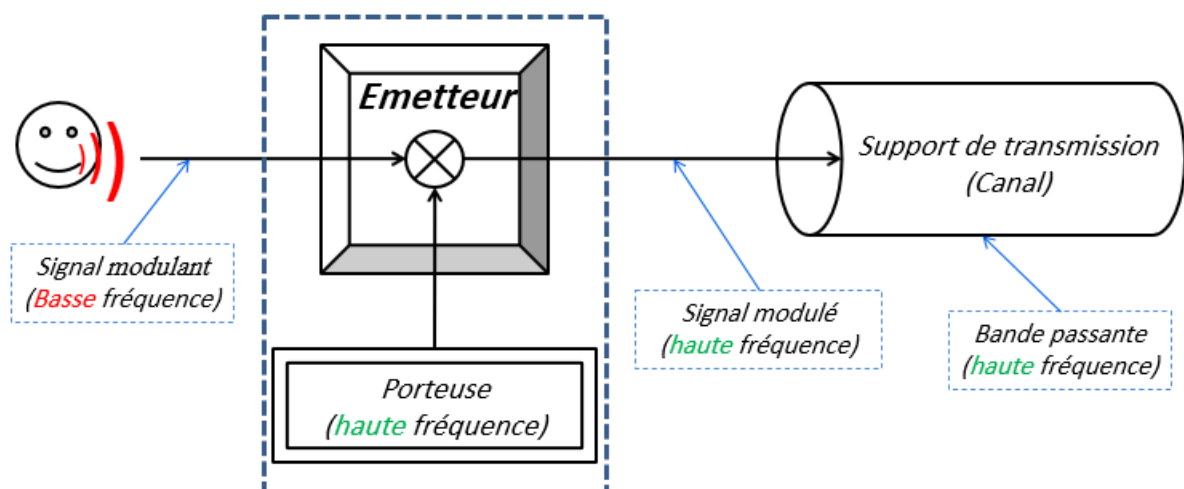 Emetteur
Support de transmission
(Canal)
Signal modulant
(Basse fréquence)
Signal modulé
(haute fréquence)
Bande passante
(haute fréquence)
Porteuse
(haute fréquence)